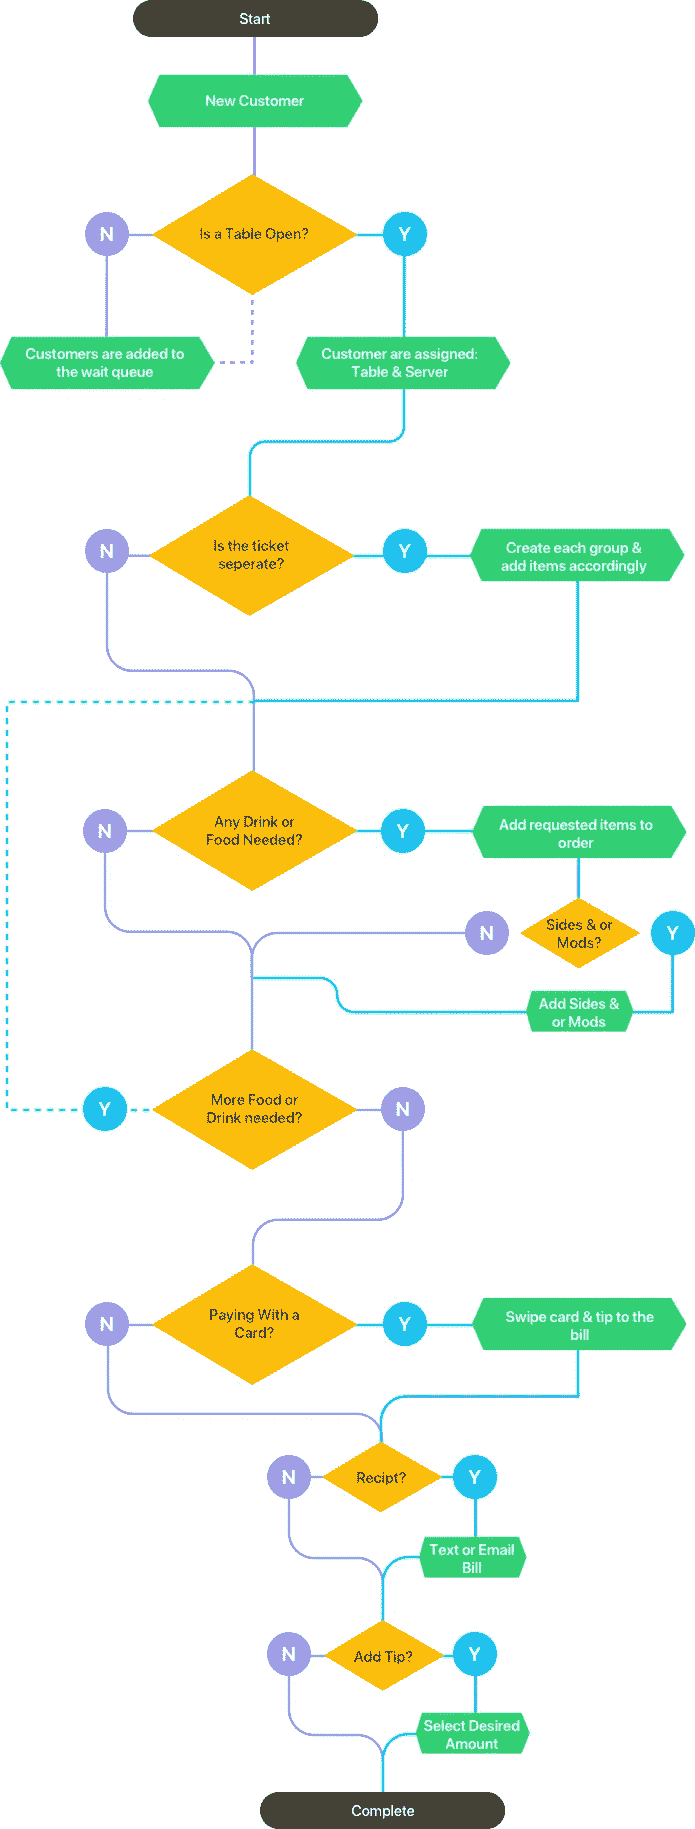 Start
New Customer
N
Is a Table Open?
Y
Customers are added to
the wait queue
Customer are assigned:
Table & Server
N
Is the ticket
seperate?
Y
Create each group &
add items accordingly
N
Any Drink or
Food Needed?
Y
Add requested items to
order
N
Sides & or
Mods?
Y
Add Sides &
or Mods
Y
More Food or
Drink needed?
N
N
Paying With a
Card?
Y
Swipe card & tip to the
bill
N
Recipt?
Y
Text or Email
Bill
N
Add Tip?
Y
Select Desired
Amount
Complete